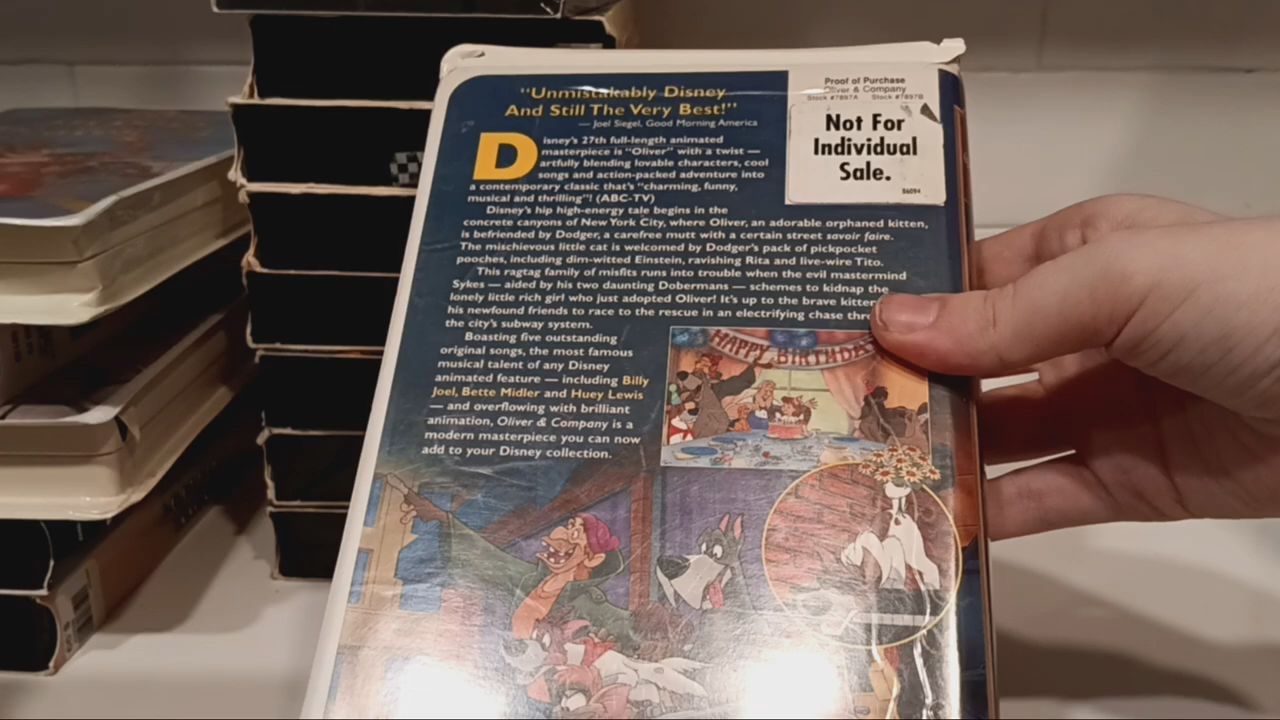 "Unmistakably Disney
And Still The Very Best!"
— Joel Siegel, Good Morning America
Proof of Purchase
Oliver & Company
Stock #7897A Stock #7897B
Not For
Individual
Sale.
86094
Disney's 27th full-length animated
masterpiece is "Oliver" with a twist —
artfully blending lovable characters, cool
songs and action-packed adventure into
a contemporary classic that's "charming, funny,
musical and thrilling"! (ABC-TV)
Disney's hip high-energy tale begins in the
concrete canyons of New York City, where Oliver, an adorable orphaned kitten,
is befriended by Dodger, a carefree mutt with a certain street savoir faire.
The mischievous little cat is welcomed by Dodger's pack of pickpocket
pooches, including dim-witted Einstein, ravishing Rita and live-wire Tito.
This ragtag family of misfits runs into trouble when the evil mastermind
Sykes — aided by his two daunting Dobermans — schemes to kidnap the
lonely little rich girl who just adopted Oliver! It's up to the brave kitten
his newfound friends to race to the rescue in an electrifying chase thr
the city's subway system.
Boasting five outstanding
original songs, the most famous
musical talent of any Disney
animated feature — including Billy
Joel, Bette Midler and Huey Lewis
— and overflowing with brilliant
animation, Oliver & Company is a
modern masterpiece you can now
add to your Disney collection.
HAPPY BIRTHDAY